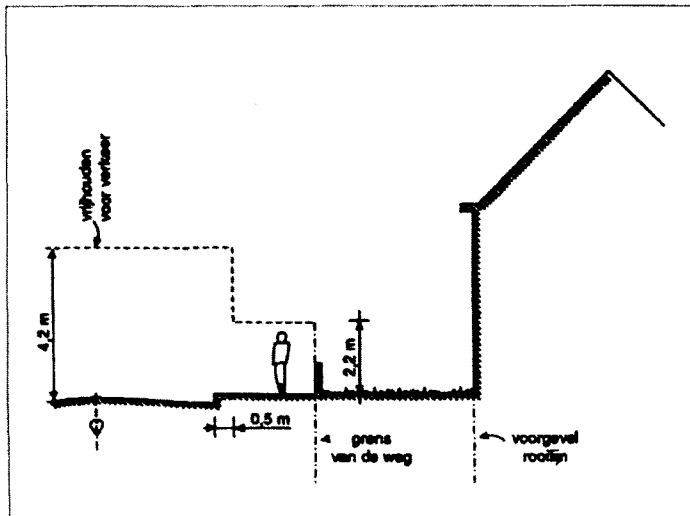 vrijhouden
voor verkeer
4,2 m
2,2 m
0,5 m
grens
van de weg
voorgevel
rooilijn